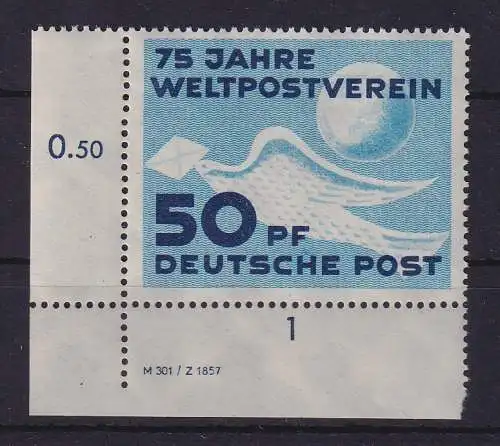 75 JAHRE
WELTPOSTVEREIN
0.50
50 PF
DEUTSCHE POST
1
M 301 / Z 1857